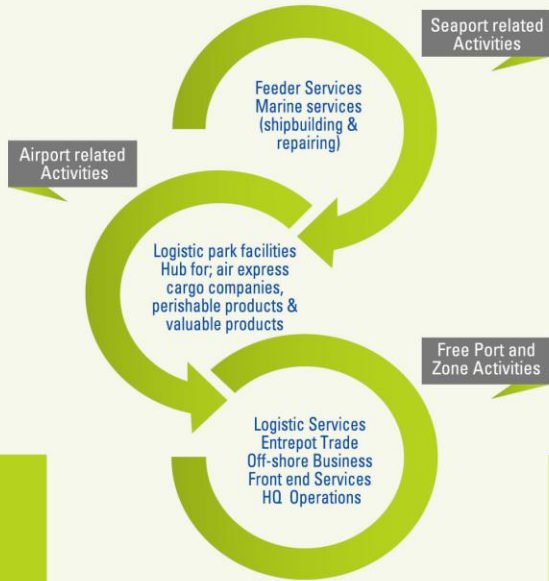 Seaport related
Activities
Feeder Services
Marine services
(shipbuilding &
repairing)
Airport related
Activities
Logistic park facilities
Hub for; air express
cargo companies,
perishable products &
valuable products
Free Port and
Zone Activities
Logistic Services
Entrepot Trade
Off-shore Business
Front end Services
HQ Operations